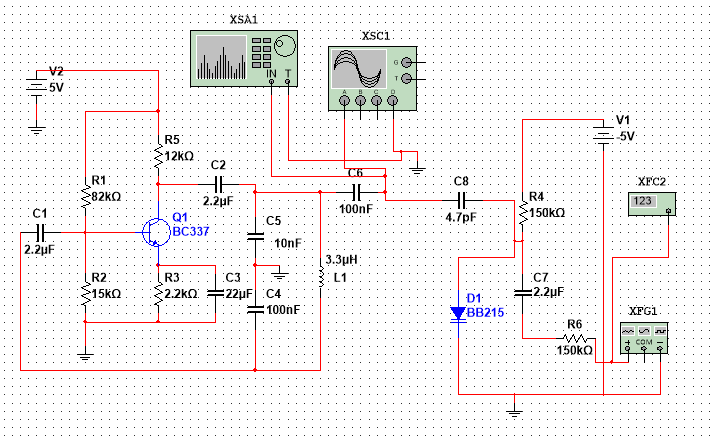 XSA1
IN T
XSC1
G
T
A B C D
V2
5V
R5
12kΩ
R1
82kΩ
C2
2.2µF
C6
100nF
C8
4.7pF
V1
-5V
R4
150kΩ
XFC2
123
C1
2.2µF
Q1
BC337
C5
10nF
3.3µH
L1
R2
15kΩ
R3
2.2kΩ
C3
22µF
C4
100nF
C7
2.2µF
D1
BB215
R6
150kΩ
XFG1
+ COM −